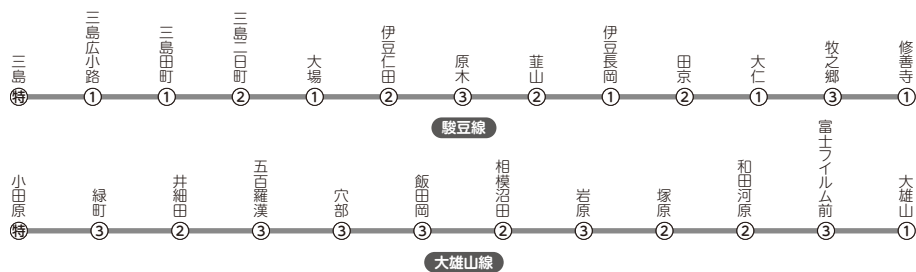 三島
三島広小路
三島田町
三島二日町
大場
伊豆仁田
原木
韮山
伊豆長岡
田京
大仁
牧之郷
修善寺
特 ① ① ② ① ② ③ ② ① ② ① ③ ①
駿豆線
小田原
緑町
井細田
五百羅漢
穴部
飯田岡
相模沼田
岩原
塚原
和田河原
富士フイルム前
大雄山
特 ③ ② ③ ③ ③ ② ③ ② ② ③ ①
大雄山線